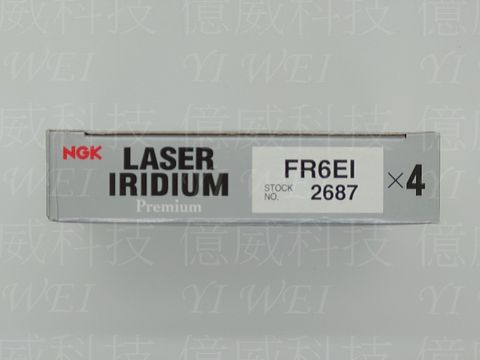 NGK
LASER
IRIDIUM
Premium
FR6EI
STOCK
NO. 2687
×4
億威科技
YI WEI